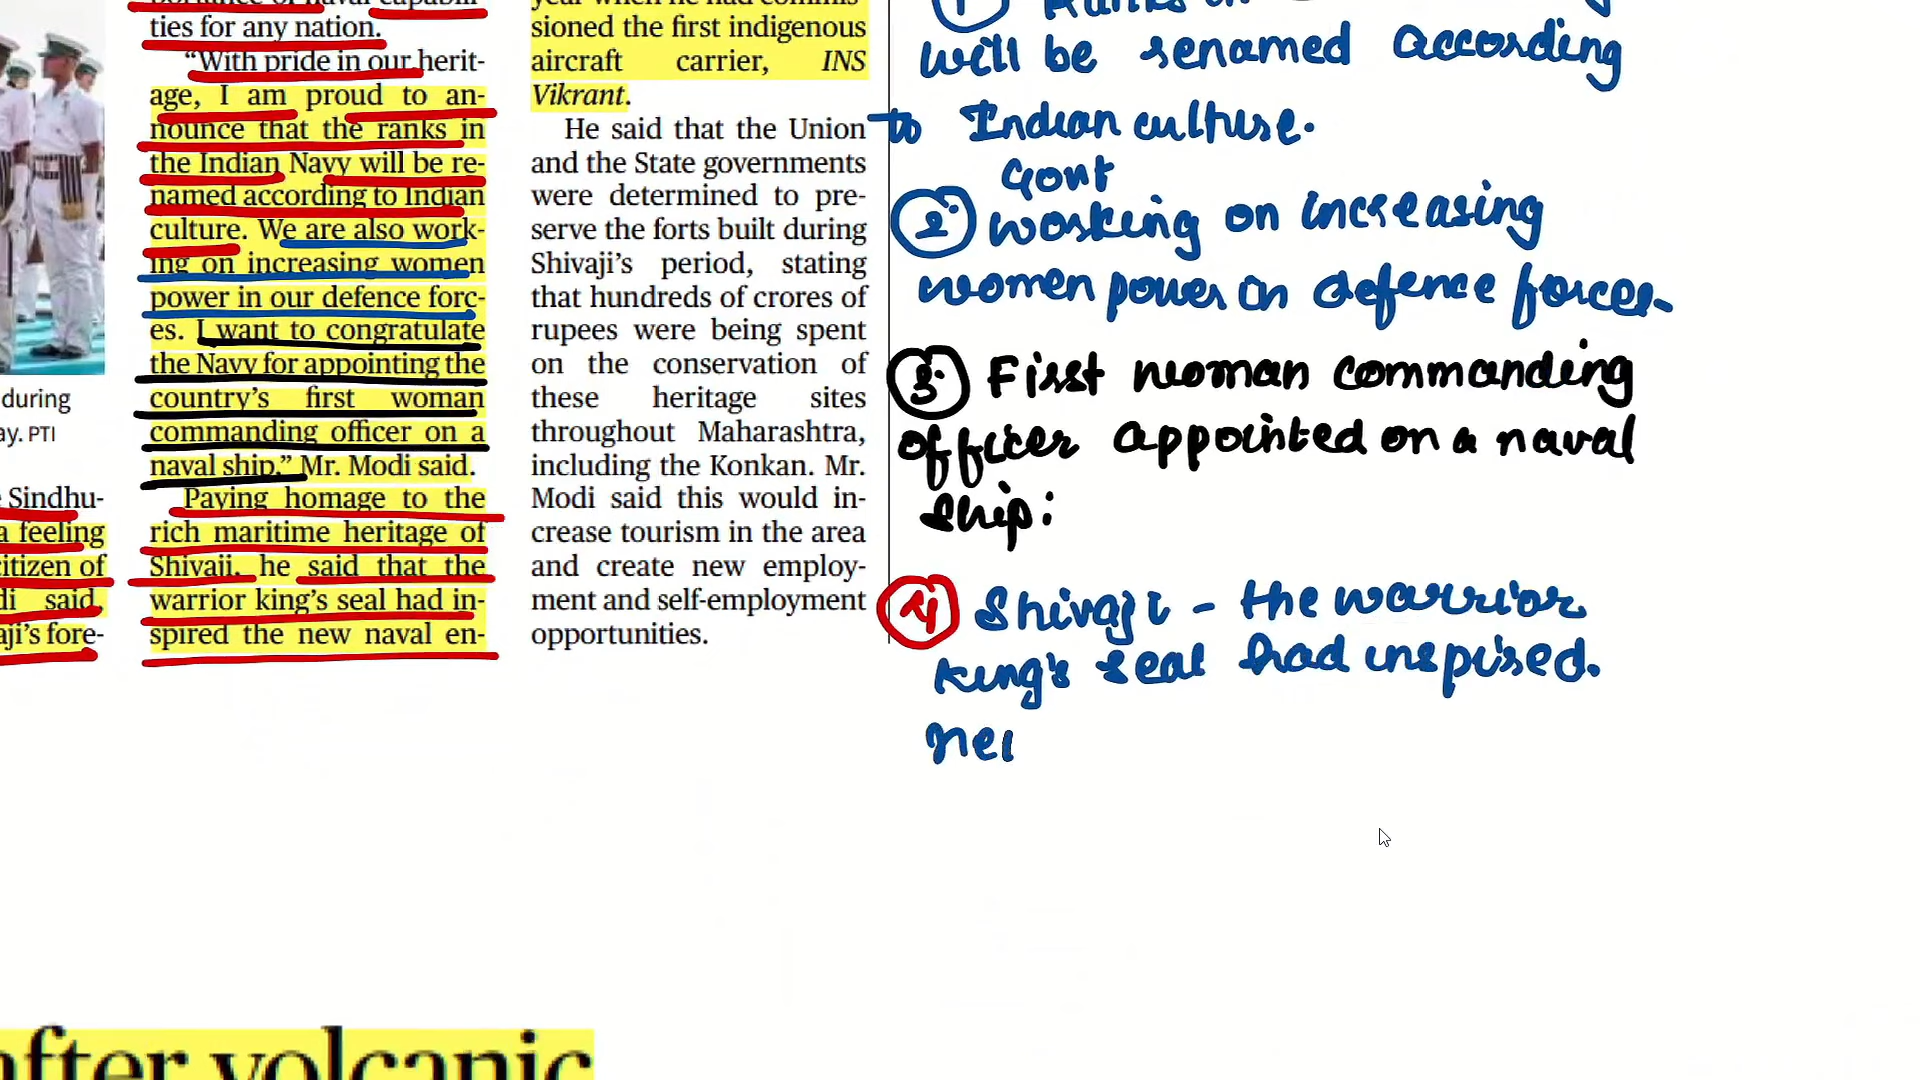 ties for any nation.
“With pride in our herit-
age, I am proud to an-
nounce that the ranks in
the Indian Navy will be re-
named according to Indian
culture. We are also work-
ing on increasing women
power in our defence forc-
es. I want to congratulate
the Navy for appointing the
country’s first woman
commanding officer on a
naval ship.” Mr. Modi said.
Paying homage to the
rich maritime heritage of
Shivaji, he said that the
warrior king’s seal had in-
spired the new naval en-
during
ay. PTI
Sindhu-
a feeling
citizen of
di said.
aji’s fore-
sioned the first indigenous
aircraft carrier, INS
Vikrant.
He said that the Union
and the State governments
were determined to pre-
serve the forts built during
Shivaji’s period, stating
that hundreds of crores of
rupees were being spent
on the conservation of
these heritage sites
throughout Maharashtra,
including the Konkan. Mr.
Modi said this would in-
crease tourism in the area
and create new employ-
ment and self-employment
opportunities.
will be renamed according
to Indian culture.
Govt
2. working on increasing
women power in defence forces.
3. First woman commanding
officer appointed on a naval
ship:
4. Shivaji - the warrior
king's seal had inspired.
after volcanic